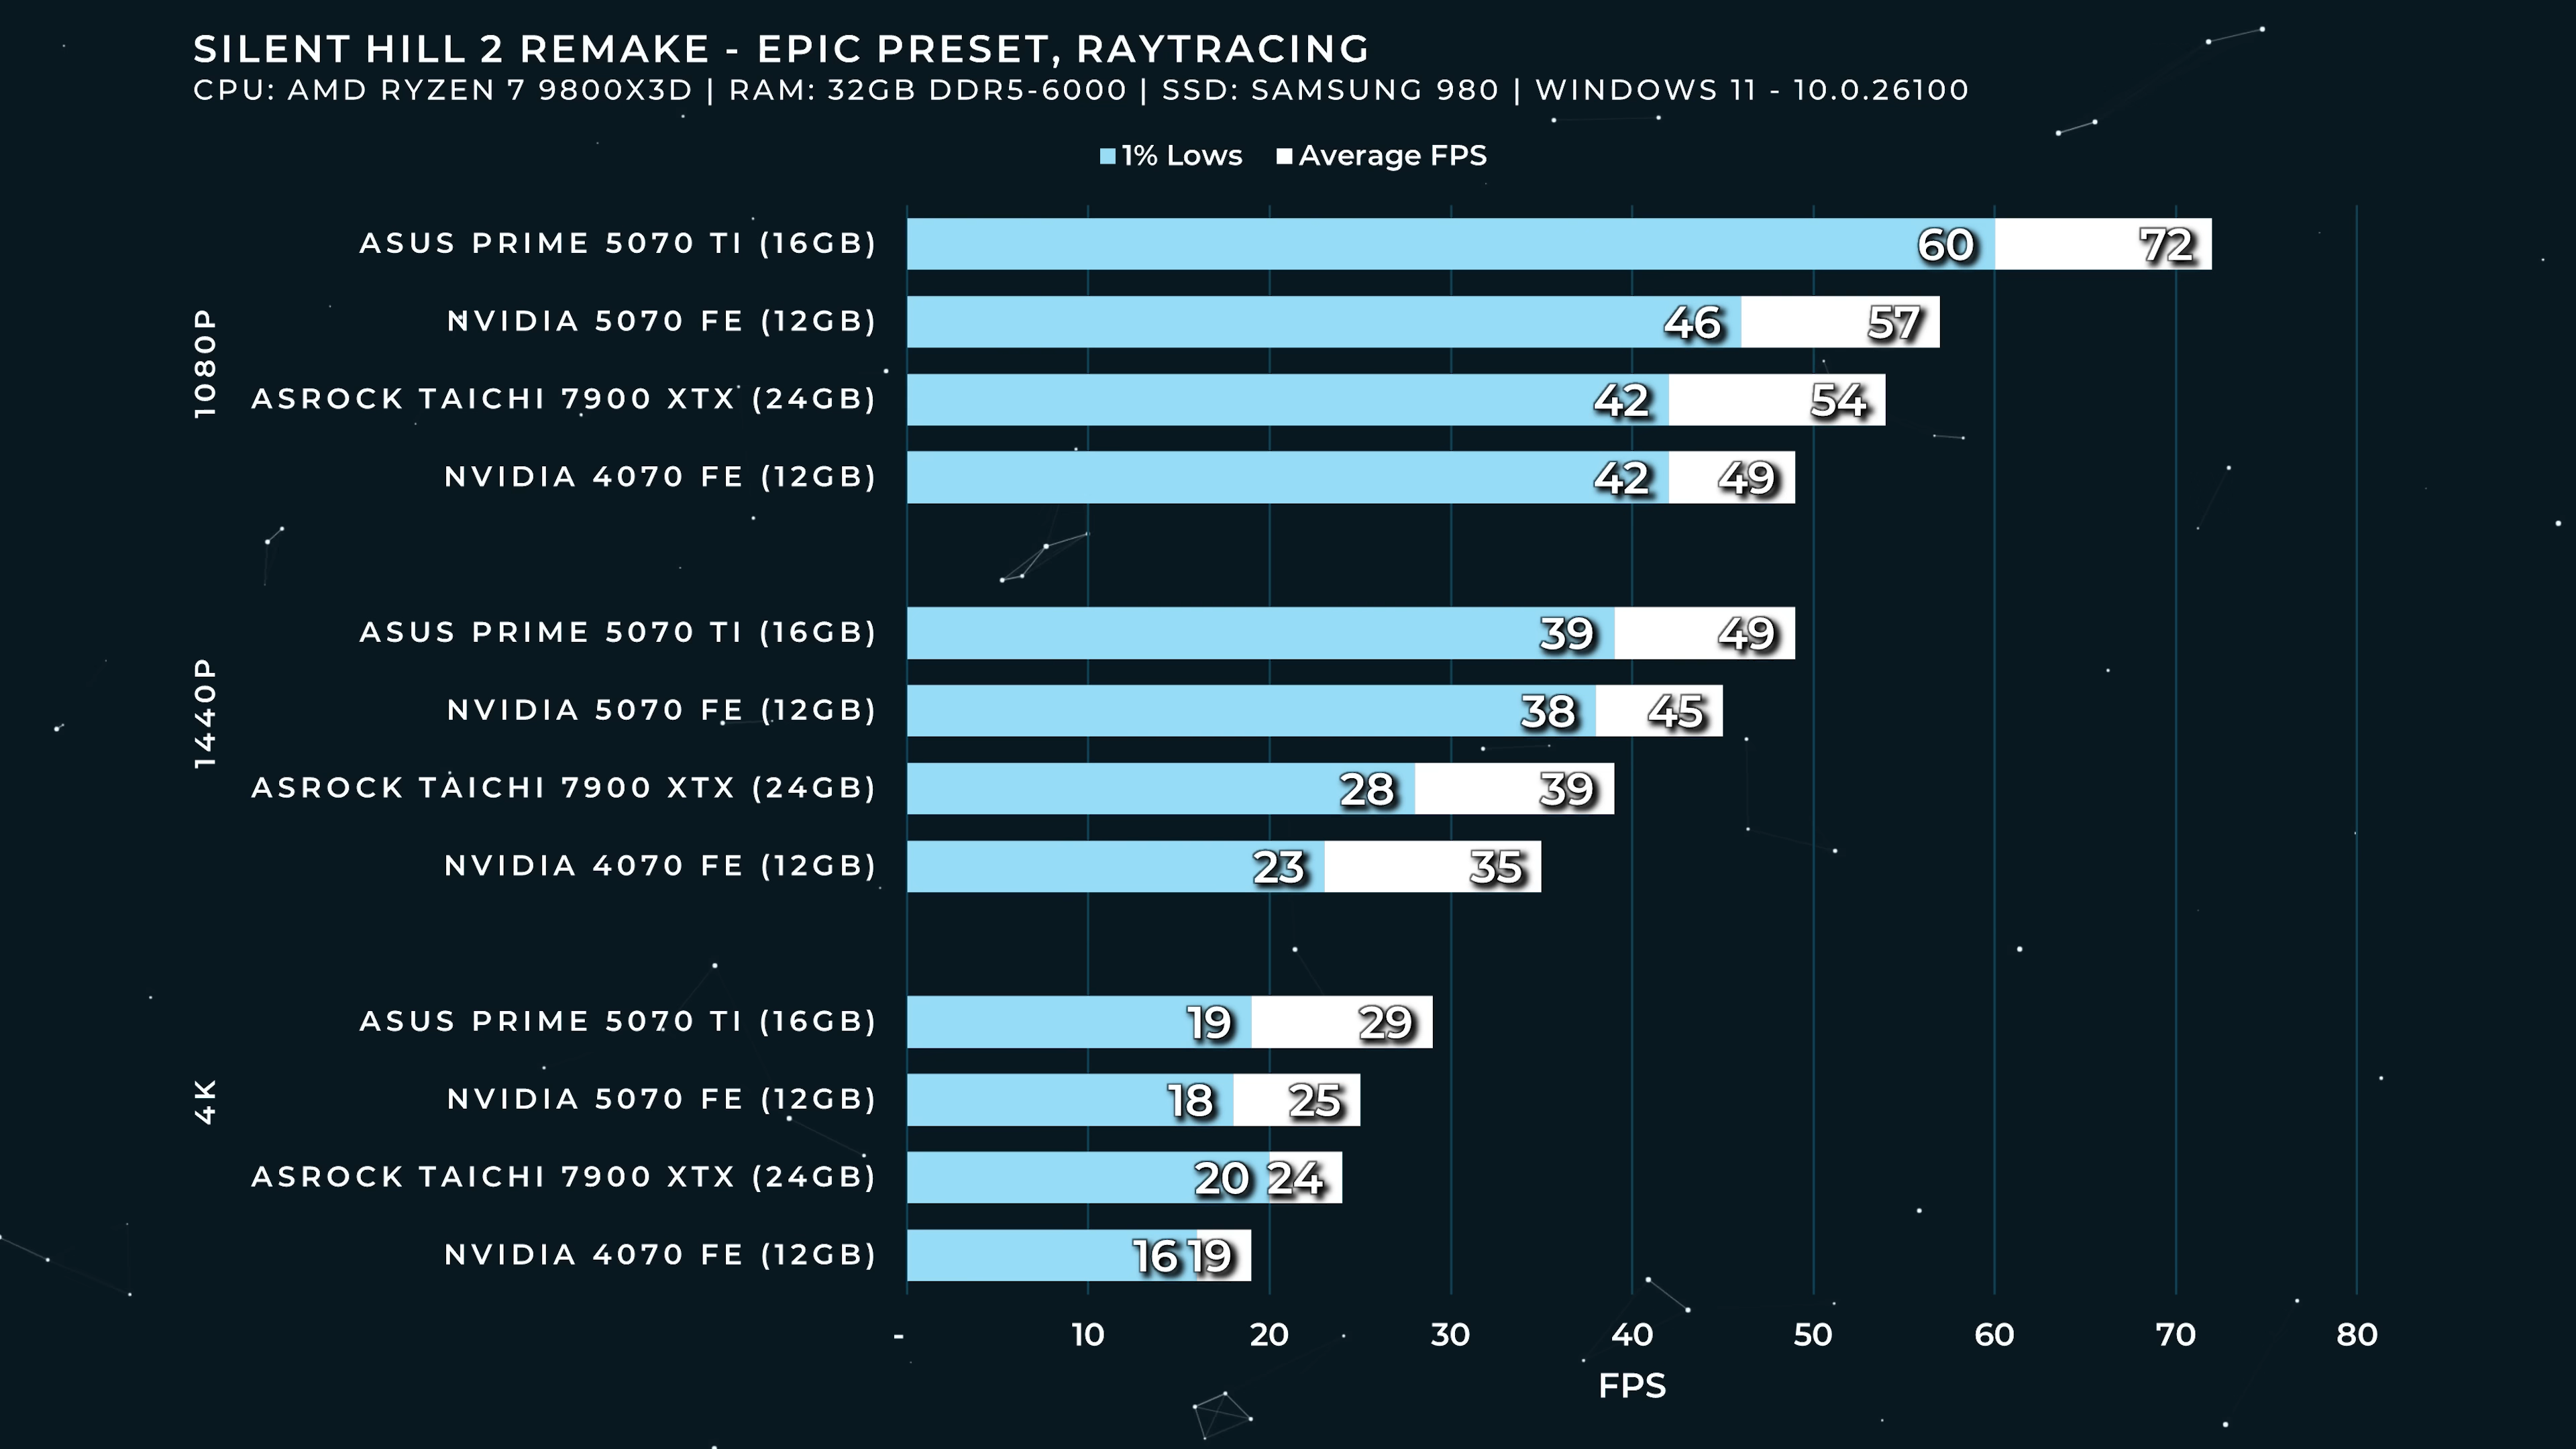 SILENT HILL 2 REMAKE - EPIC PRESET, RAYTRACING
CPU: AMD RYZEN 7 9800X3D | RAM: 32GB DDR5-6000 | SSD: SAMSUNG 980 | WINDOWS 11 - 10.0.26100
1% Lows Average FPS
1080P
ASUS PRIME 5070 TI (16GB) 60 72
NVIDIA 5070 FE (12GB) 46 57
ASROCK TAICHI 7900 XTX (24GB) 42 54
NVIDIA 4070 FE (12GB) 42 49
1440P
ASUS PRIME 5070 TI (16GB) 39 49
NVIDIA 5070 FE (12GB) 38 45
ASROCK TAICHI 7900 XTX (24GB) 28 39
NVIDIA 4070 FE (12GB) 23 35
4K
ASUS PRIME 5070 TI (16GB) 19 29
NVIDIA 5070 FE (12GB) 18 25
ASROCK TAICHI 7900 XTX (24GB) 20 24
NVIDIA 4070 FE (12GB) 16 19
- 10 20 30 40 50 60 70 80
FPS